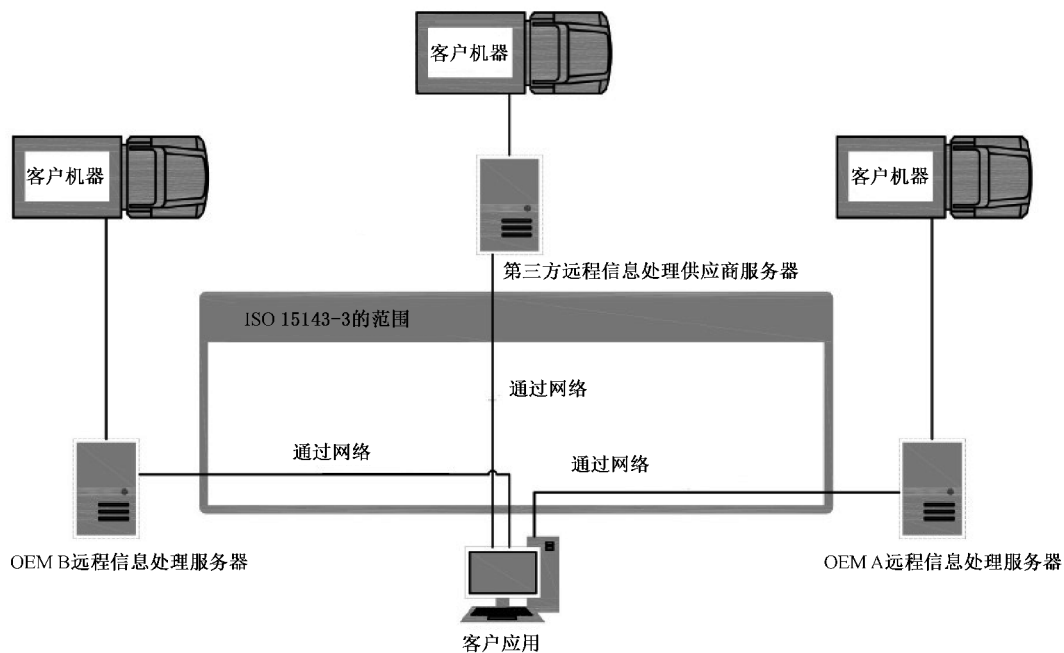 客户机器
客户机器
客户机器
第三方远程信息处理供应商服务器
ISO 15143-3的范围
通过网络
通过网络
通过网络
OEM B远程信息处理服务器
OEM A远程信息处理服务器
客户应用